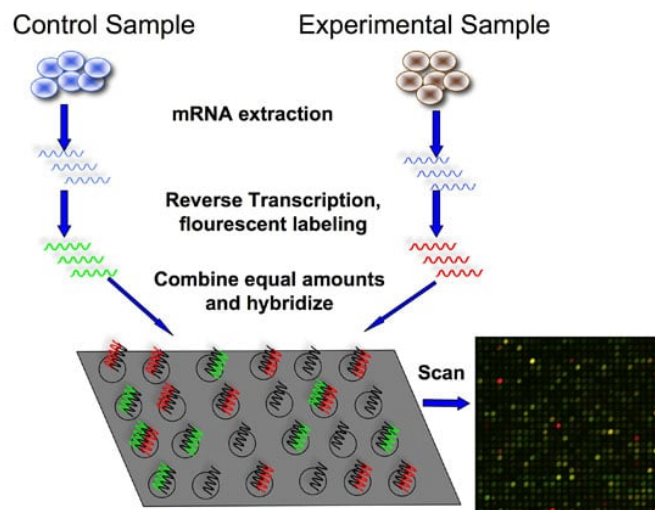 Control Sample
Experimental Sample
mRNA extraction
Reverse Transcription,
flourescent labeling
Combine equal amounts
and hybridize
Scan